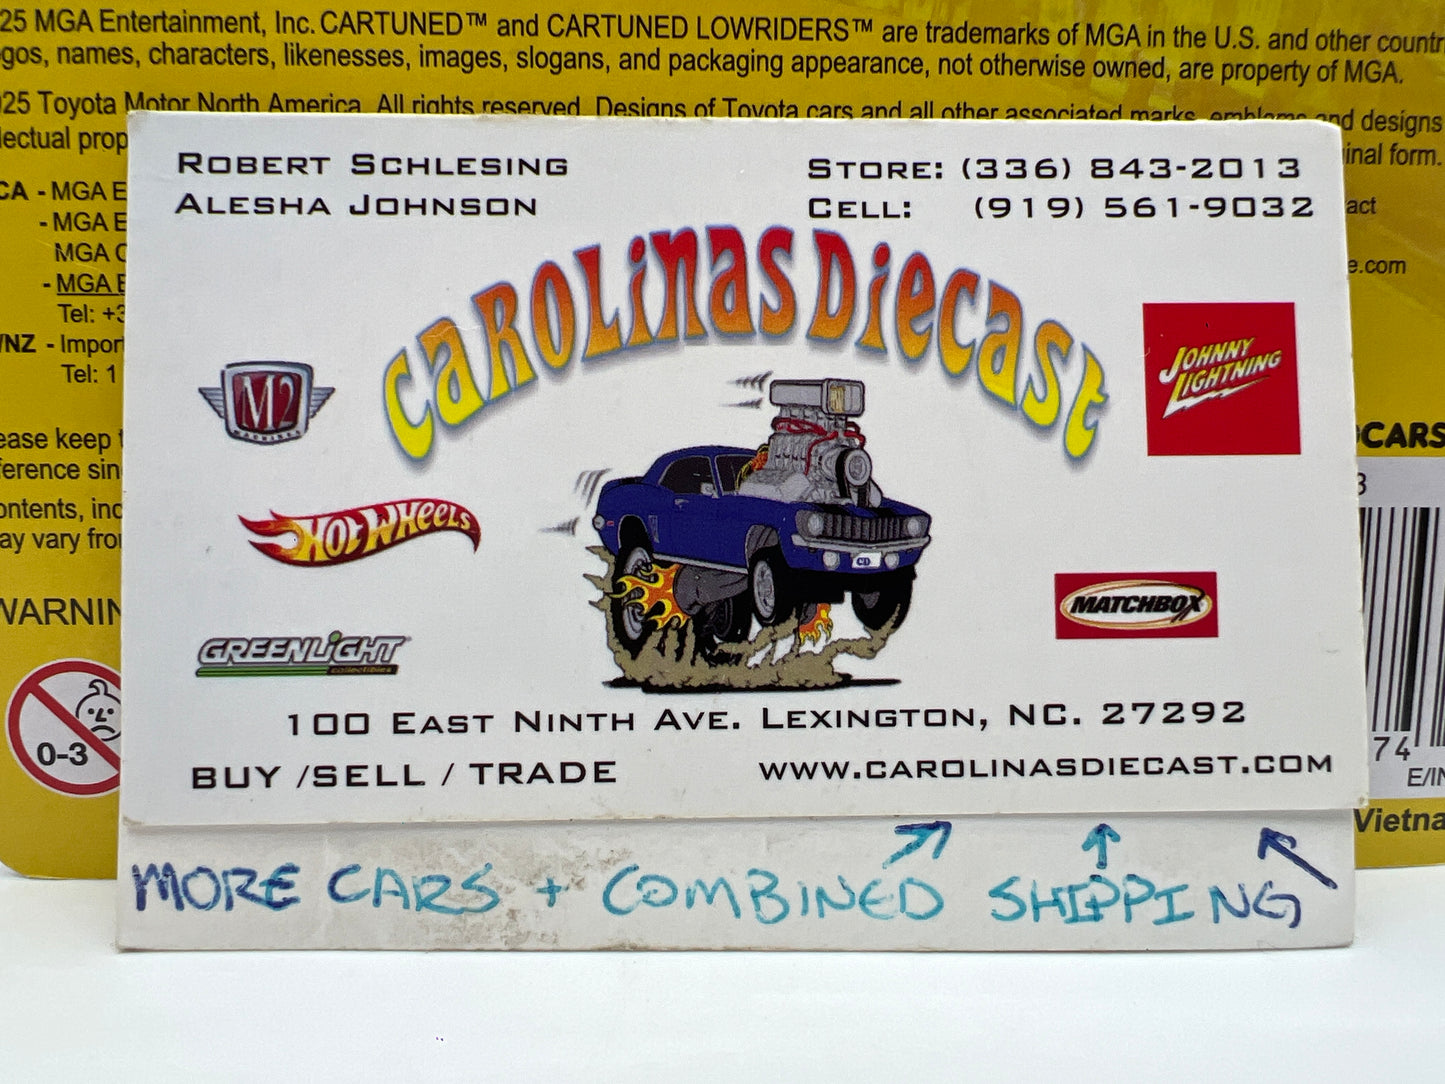 25 MGA Entertainment, Inc. CARTUNED™ and CARTUNED LOWRIDERS™ are trademarks of MGA in the U.S. and other countr
gos, names, characters, likenesses, images, slogans, and packaging appearance, not otherwise owned, are property of MGA.
25 Toyota Motor North America. All rights reserved. Designs of Toyota cars and all other associated marks, emblems and designs
lectual prop
inal form.
CA - MGA E
- MGA E
MGA C
- MGA E
Tel: +3
/NZ - Import
Tel: 1
act
e.com
ease keep t
ference sin
ontents, inc
ay vary fro
WARNIN
0-3
CARS
3
74
E/IN
Vietna
ROBERT SCHLESING
ALESHA JOHNSON
STORE: (336) 843-2013
CELL: (919) 561-9032
CAROLINAS DIECAST
M2
MACHINES
JOHNNY
LIGHTNING
HOT WHEELS
CD
MATCHBOX
GREENLIGHT
collectibles
100 EAST NINTH AVE. LEXINGTON, NC. 27292
BUY /SELL / TRADE
WWW.CAROLINASDIECAST.COM
MORE CARS + COMBINED SHIPPING